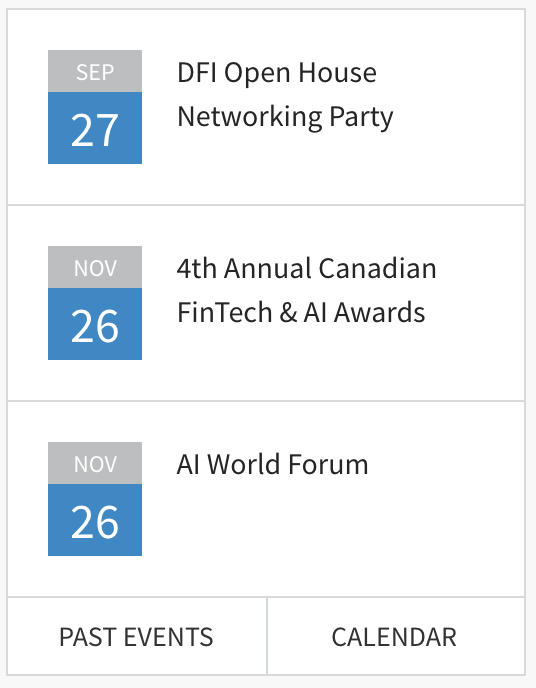 SEP
27
DFI Open House
Networking Party
NOV
26
4th Annual Canadian
FinTech & AI Awards
NOV
26
AI World Forum
PAST EVENTS
CALENDAR